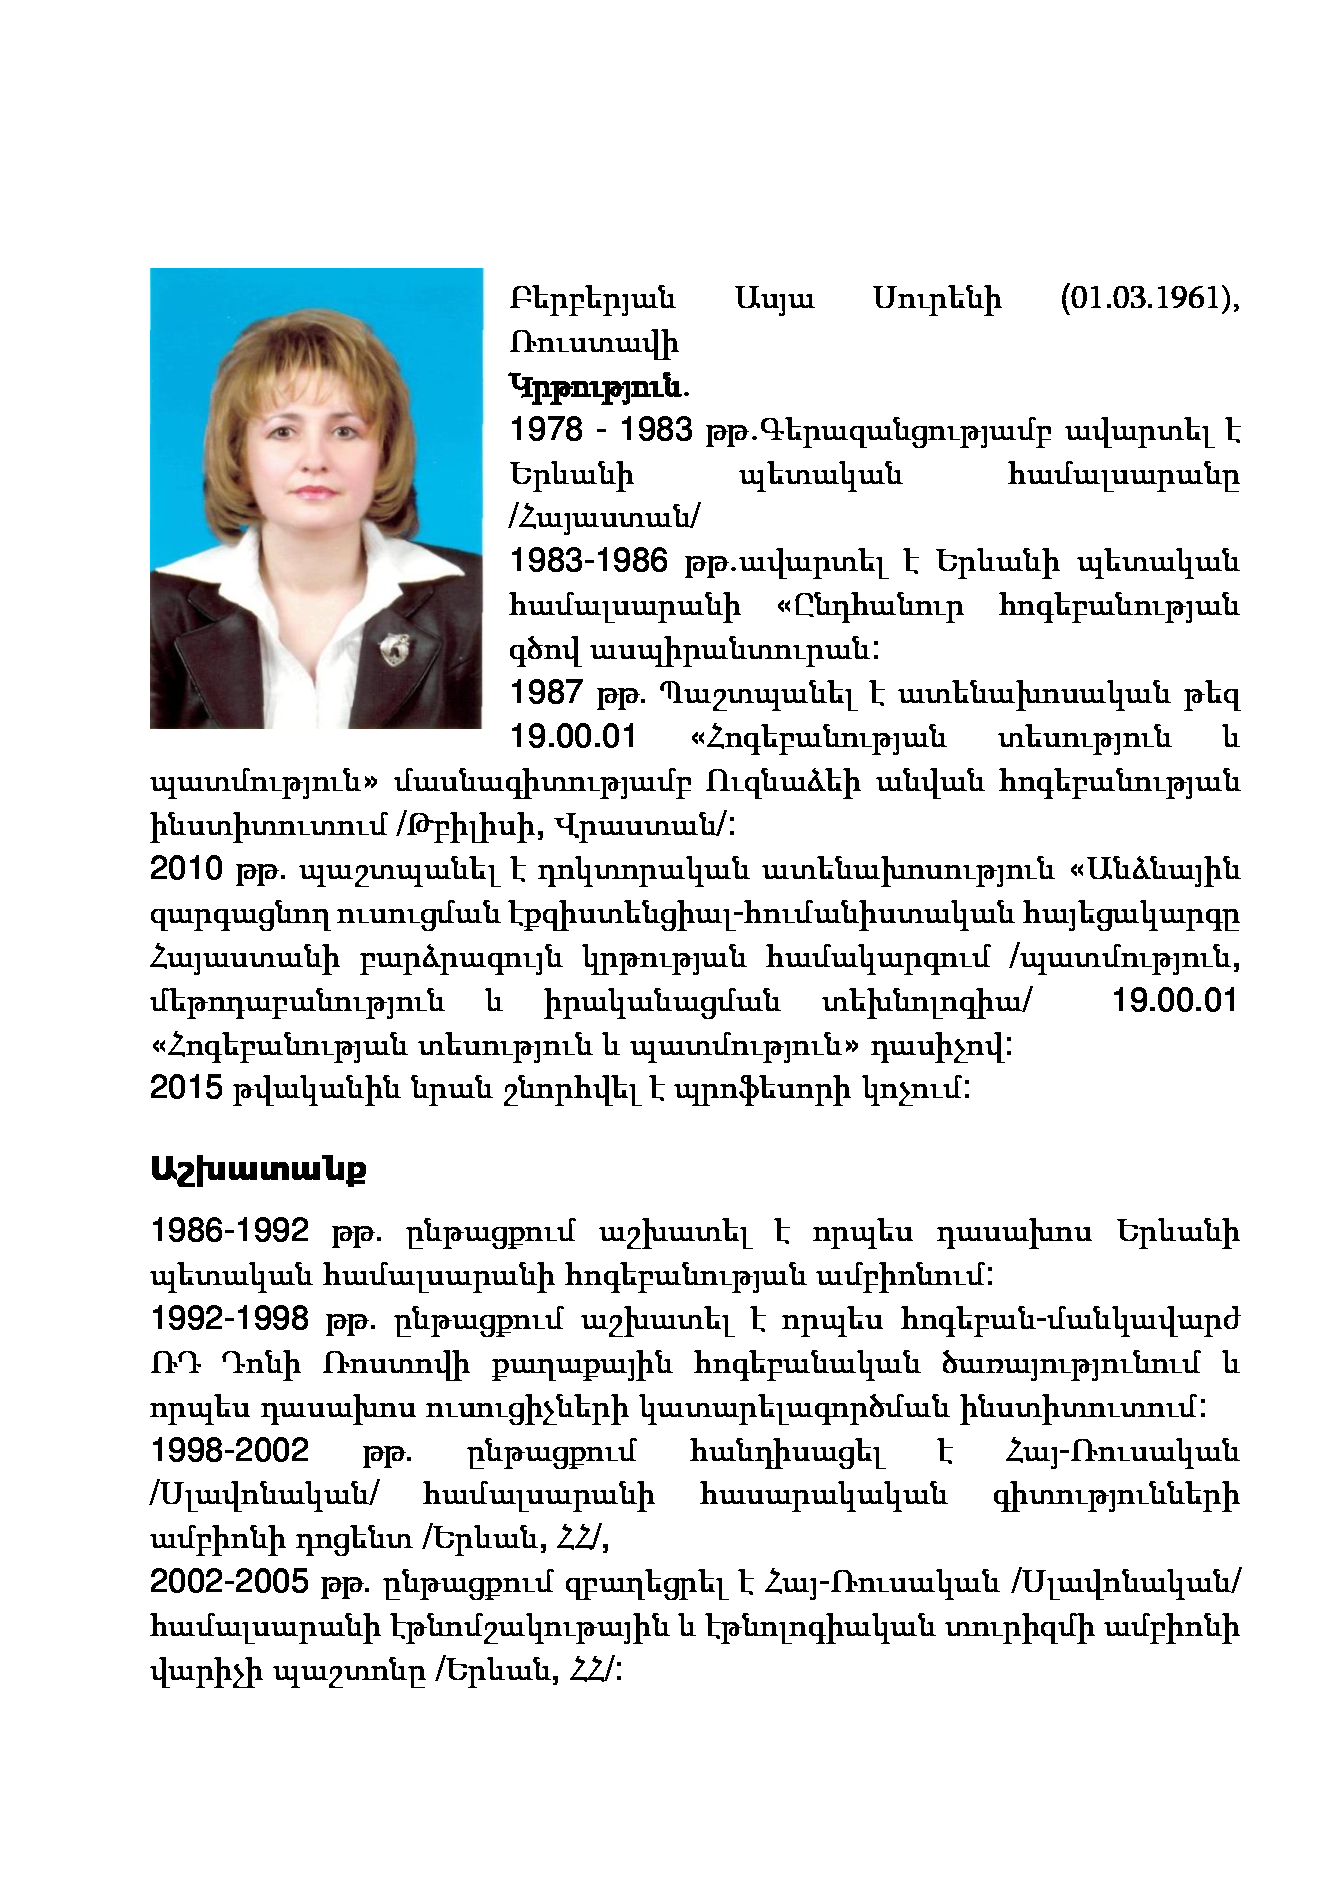 Բերբերյան Ասյա Սուրենի (01.03.1961),
Ռուստավի
Կրթություն.
1978 - 1983 թթ.Գերազանցությամբ ավարտել է
Երևանի պետական համալսարանը
/Հայաստան/
1983-1986 թթ.ավարտել է Երևանի պետական
համալսարանի «Ընդհանուր հոգեբանության
գծով ասպիրանտուրան:
1987 թթ. Պաշտպանել է ատենախոսական թեզ
19.00.01 «Հոգեբանության տեսություն և
պատմություն» մասնագիտությամբ Ուզնաձեի անվան հոգեբանության
ինստիտուտում /Թբիլիսի, Վրաստան/:
2010 թթ. պաշտպանել է դոկտորական ատենախոսություն «Անձնային
զարգացնող ուսուցման էքզիստենցիալ-հումանիստական հայեցակարգը
Հայաստանի բարձրագույն կրթության համակարգում /պատմություն,
մեթոդաբանություն և իրականացման տեխնոլոգիա/ 19.00.01
«Հոգեբանության տեսություն և պատմություն» դասիչով:
2015 թվականին նրան շնորհվել է պրոֆեսորի կոչում:
Աշխատանք
1986-1992 թթ. ընթացքում աշխատել է որպես դասախոս Երևանի
պետական համալսարանի հոգեբանության ամբիոնում:
1992-1998 թթ. ընթացքում աշխատել է որպես հոգեբան-մանկավարժ
ՌԴ Դոնի Ռոստովի քաղաքային հոգեբանական ծառայությունում և
որպես դասախոս ուսուցիչների կատարելագործման ինստիտուտում:
1998-2002 թթ. ընթացքում հանդիսացել է Հայ-Ռուսական
/Սլավոնական/ համալսարանի հասարակական գիտությունների
ամբիոնի դոցենտ /Երևան, ՀՀ/,
2002-2005 թթ. ընթացքում զբաղեցրել է Հայ-Ռուսական /Սլավոնական/
համալսարանի էթնոմշակութային և էթնոլոգիական տուրիզմի ամբիոնի
վարիչի պաշտոնը /Երևան, ՀՀ/: